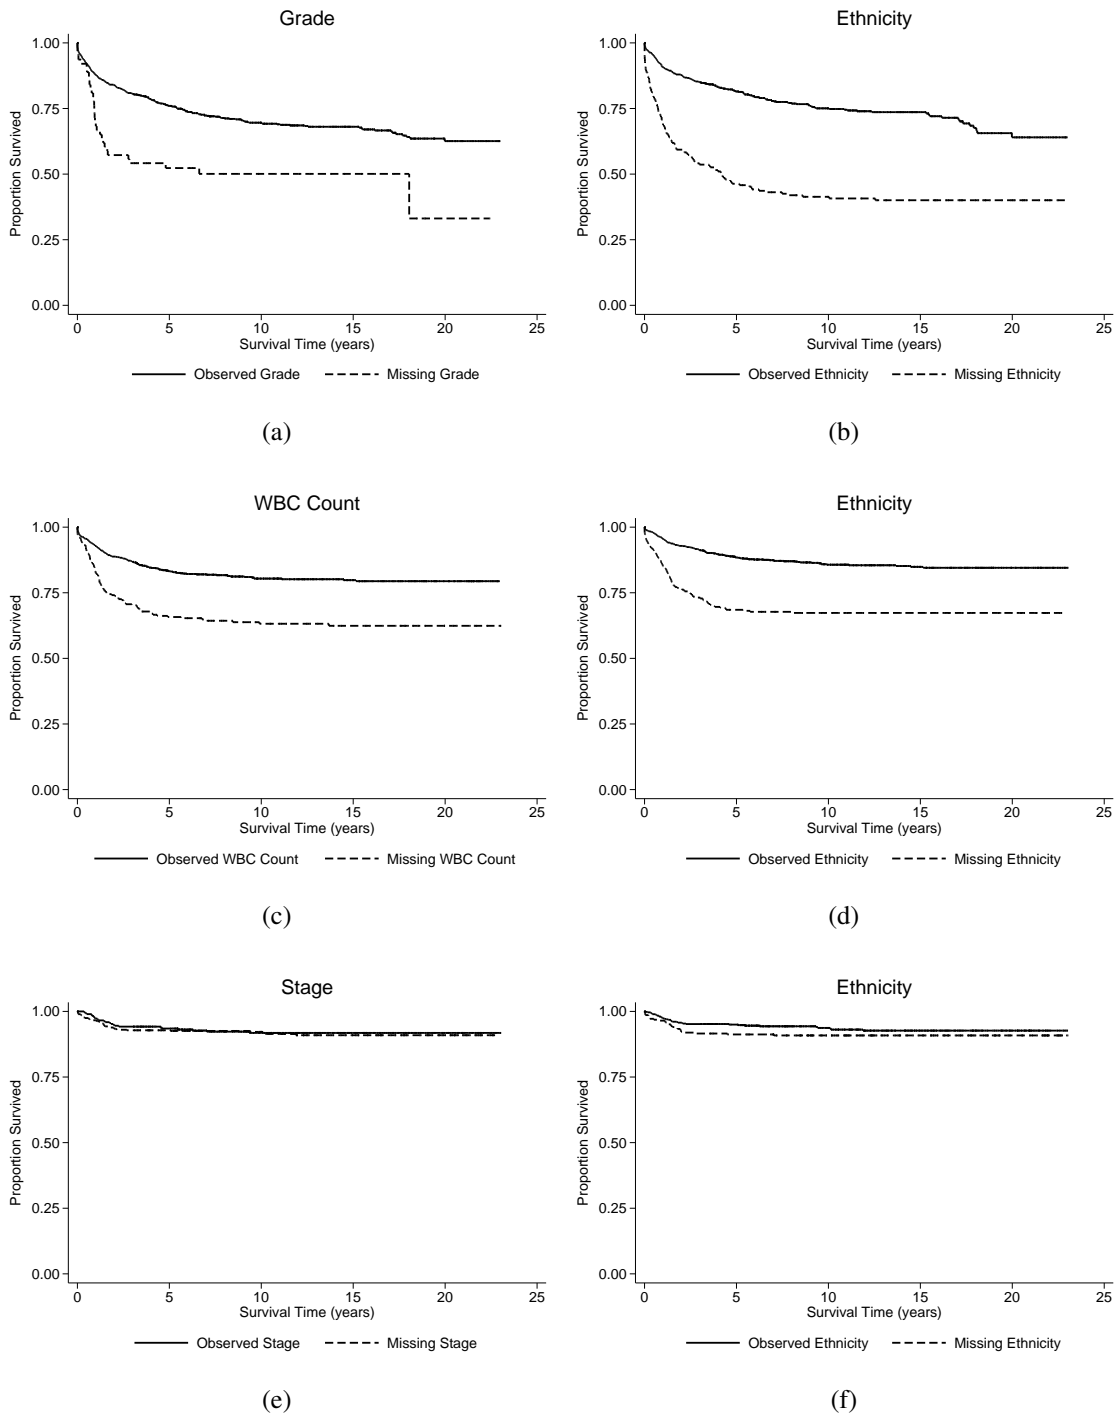 Grade
1.00
0.75
0.50
0.25
0.00
Proportion Survived
0 5 10 15 20 25
Survival Time (years)
Observed Grade Missing Grade
(a)
Ethnicity
1.00
0.75
0.50
0.25
0.00
Proportion Survived
0 5 10 15 20 25
Survival Time (years)
Observed Ethnicity Missing Ethnicity
(b)
WBC Count
1.00
0.75
0.50
0.25
0.00
Proportion Survived
0 5 10 15 20 25
Survival Time (years)
Observed WBC Count Missing WBC Count
(c)
Ethnicity
1.00
0.75
0.50
0.25
0.00
Proportion Survived
0 5 10 15 20 25
Survival Time (years)
Observed Ethnicity Missing Ethnicity
(d)
Stage
1.00
0.75
0.50
0.25
0.00
Proportion Survived
0 5 10 15 20 25
Survival Time (years)
Observed Stage Missing Stage
(e)
Ethnicity
1.00
0.75
0.50
0.25
0.00
Proportion Survived
0 5 10 15 20 25
Survival Time (years)
Observed Ethnicity Missing Ethnicity
(f)